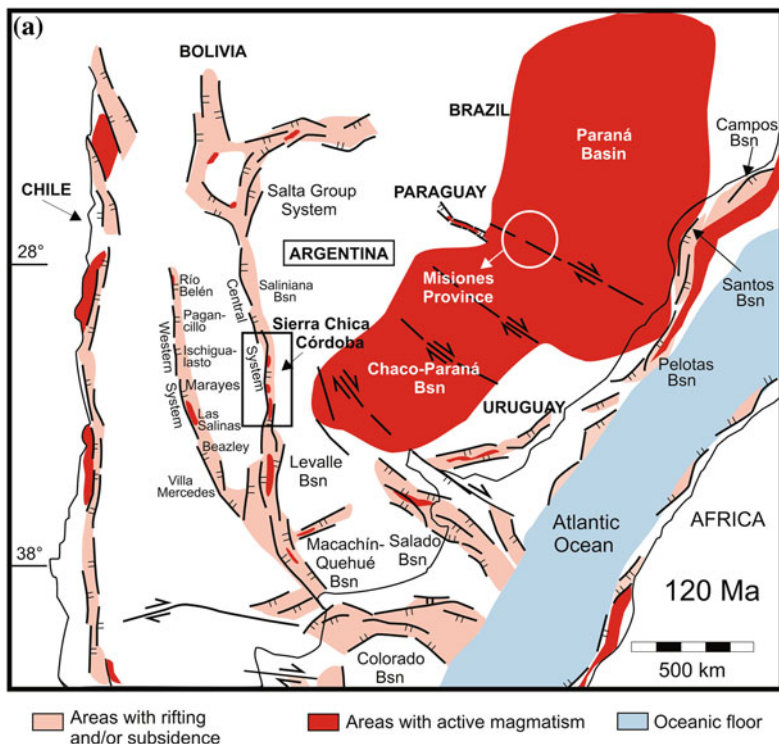 (a)
BOLIVIA
BRAZIL
Paraná
Basin
Campos
Bsn
CHILE
Salta Group
System
PARAGUAY
ARGENTINA
28°
Misiones
Province
Santos
Bsn
Río
Belén
Central
System
Saliniana
Bsn
Pagan-
cillo
Sierra Chica
Córdoba
Western
System
Ischigua-
lasto
Marayes
Chaco-Paraná
Bsn
Pelotas
Bsn
Las
Salinas
URUGUAY
Beazley
Levalle
Bsn
Villa
Mercedes
Atlantic
Ocean
AFRICA
Macachín-
Quehué
Bsn
Salado
Bsn
38°
120 Ma
Colorado
Bsn
500 km
Areas with rifting
and/or subsidence
Areas with active magmatism
Oceanic floor